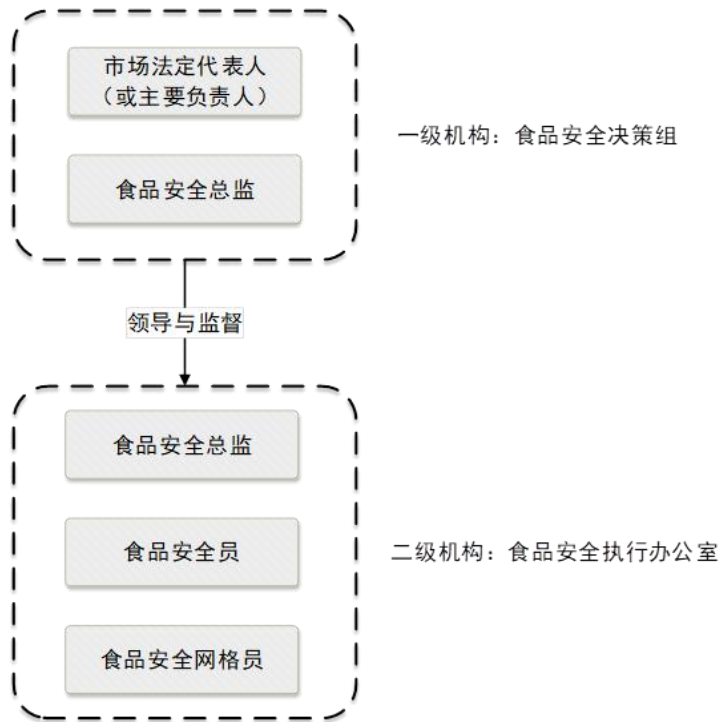 市场法定代表人
（或主要负责人）
一级机构：食品安全决策组
食品安全总监
领导与监督
食品安全总监
食品安全员
二级机构：食品安全执行办公室
食品安全网格员